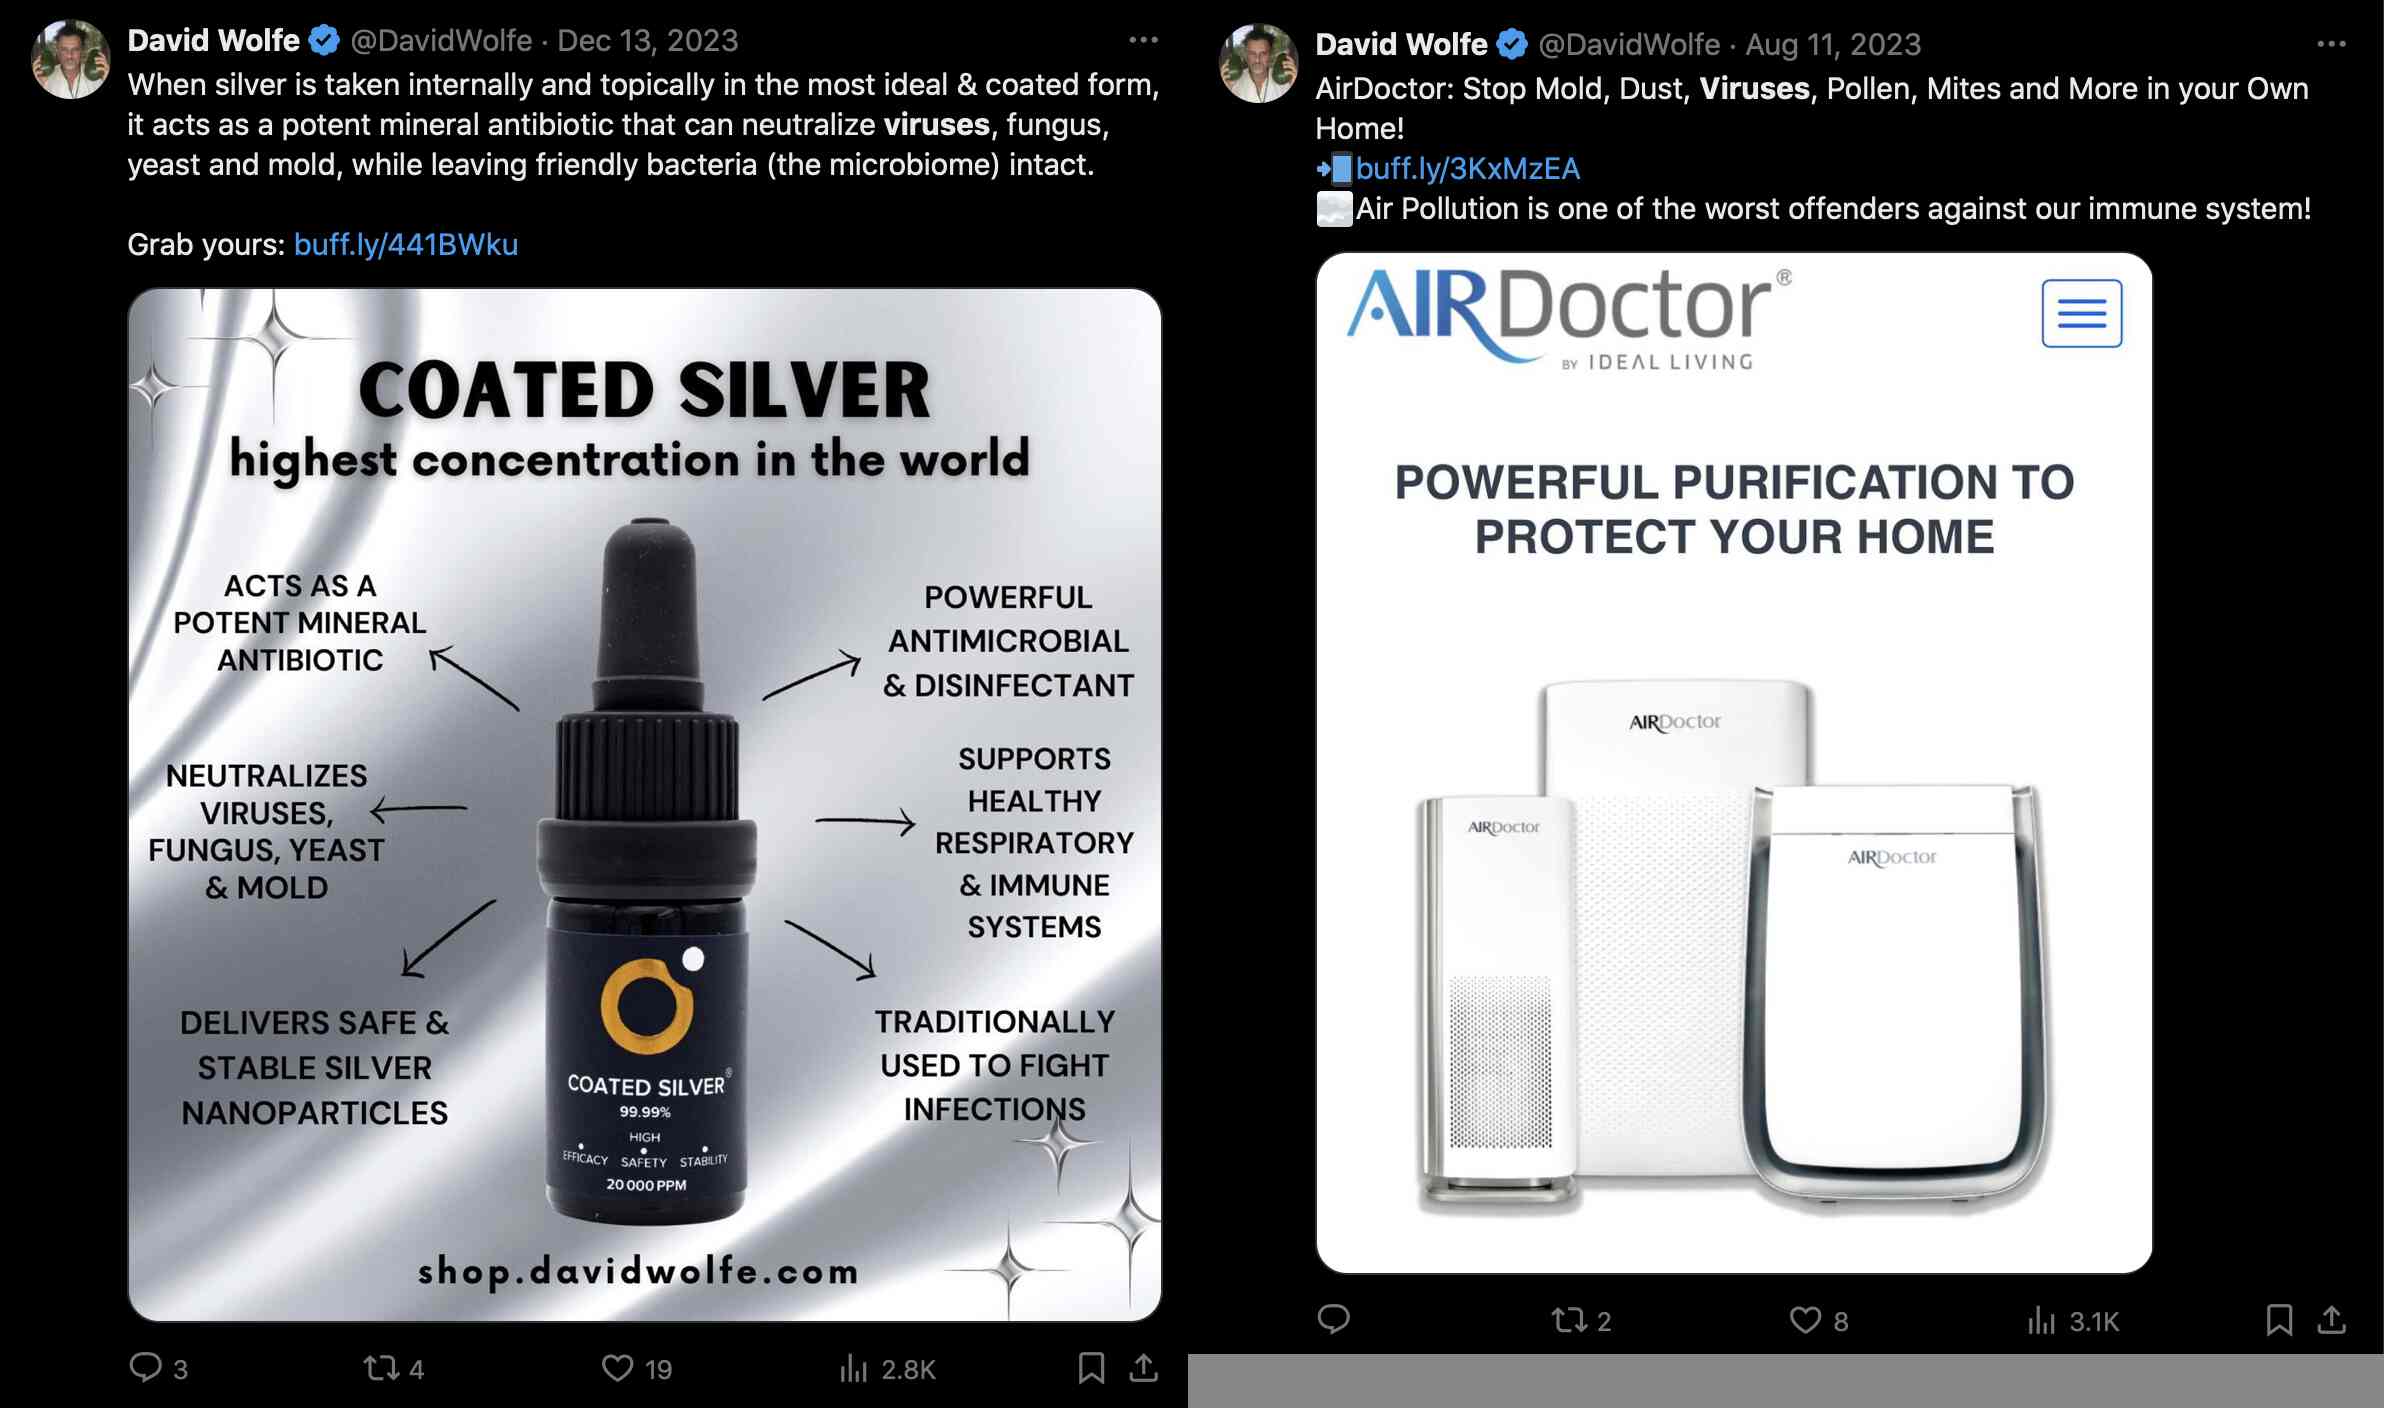 David Wolfe @DavidWolfe · Dec 13, 2023
When silver is taken internally and topically in the most ideal & coated form,
it acts as a potent mineral antibiotic that can neutralize viruses, fungus,
yeast and mold, while leaving friendly bacteria (the microbiome) intact.
Grab yours: buff.ly/441BWku
COATED SILVER
highest concentration in the world
ACTS AS A
POTENT MINERAL
ANTIBIOTIC
NEUTRALIZES
VIRUSES,
FUNGUS, YEAST
& MOLD
DELIVERS SAFE &
STABLE SILVER
NANOPARTICLES
POWERFUL
ANTIMICROBIAL
& DISINFECTANT
SUPPORTS
HEALTHY
RESPIRATORY
& IMMUNE
SYSTEMS
TRADITIONALLY
USED TO FIGHT
INFECTIONS
COATED SILVER®
99.99%
HIGH
EFFICACY SAFETY STABILITY
20 000 PPM
shop.davidwolfe.com
3 4 19 2.8K
David Wolfe @DavidWolfe · Aug 11, 2023
AirDoctor: Stop Mold, Dust, Viruses, Pollen, Mites and More in your Own
Home!
buff.ly/3KxMzEA
Air Pollution is one of the worst offenders against our immune system!
AIRDoctor®
BY IDEAL LIVING
POWERFUL PURIFICATION TO
PROTECT YOUR HOME
AIRDoctor
AIRDoctor
AIRDoctor
2 8 3.1K